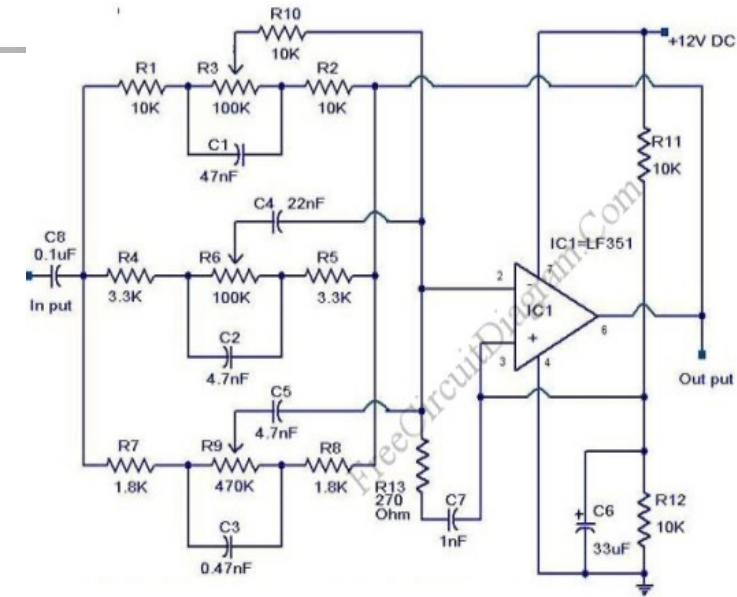 R10
10K
+12V DC
R1
10K
R3
100K
R2
10K
C1
47nF
R11
10K
C4 22nF
C8
0.1uF
In put
R4
3.3K
R6
100K
R5
3.3K
IC1=LF351
2
-
7
IC1
+
3
4
6
Out put
C2
4.7nF
C5
4.7nF
R7
1.8K
R9
470K
R8
1.8K
R13
270
Ohm
C7
1nF
C3
0.47nF
+
C6
33uF
R12
10K
FreeCircuitDiagram.Com